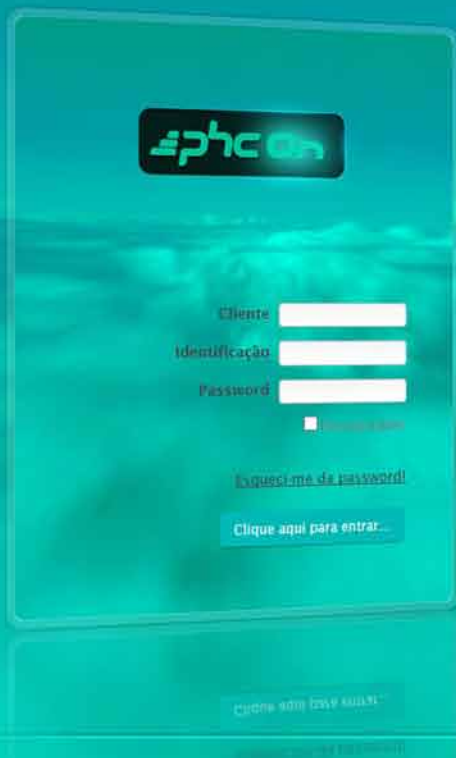 phc on
Cliente
Identificação
Password
Esqueci-me da password!
Clique aqui para entrar...